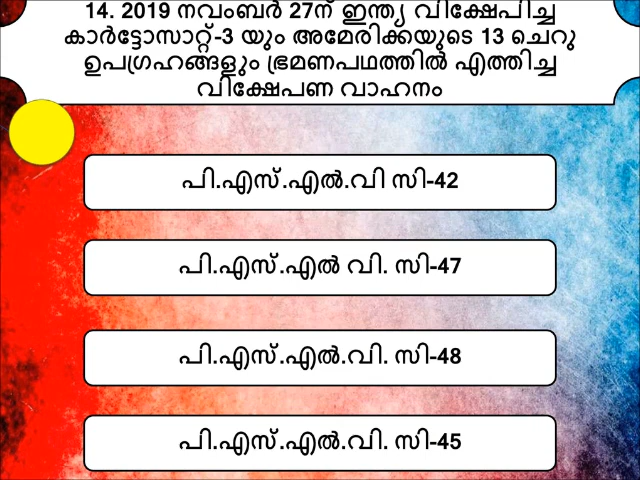 14. 2019 നവംബർ 27ന് ഇന്ത്യ വിക്ഷേപിച്ച
കാർട്ടോസാറ്റ്-3 യും അമേരിക്കയുടെ 13 ചെറു
ഉപഗ്രഹങ്ങളും ഭ്രമണപഥത്തിൽ എത്തിച്ച
വിക്ഷേപണ വാഹനം
പി.എസ്.എൽ.വി സി-42
പി.എസ്.എൽ വി. സി-47
പി.എസ്.എൽ.വി. സി-48
പി.എസ്.എൽ.വി. സി-45